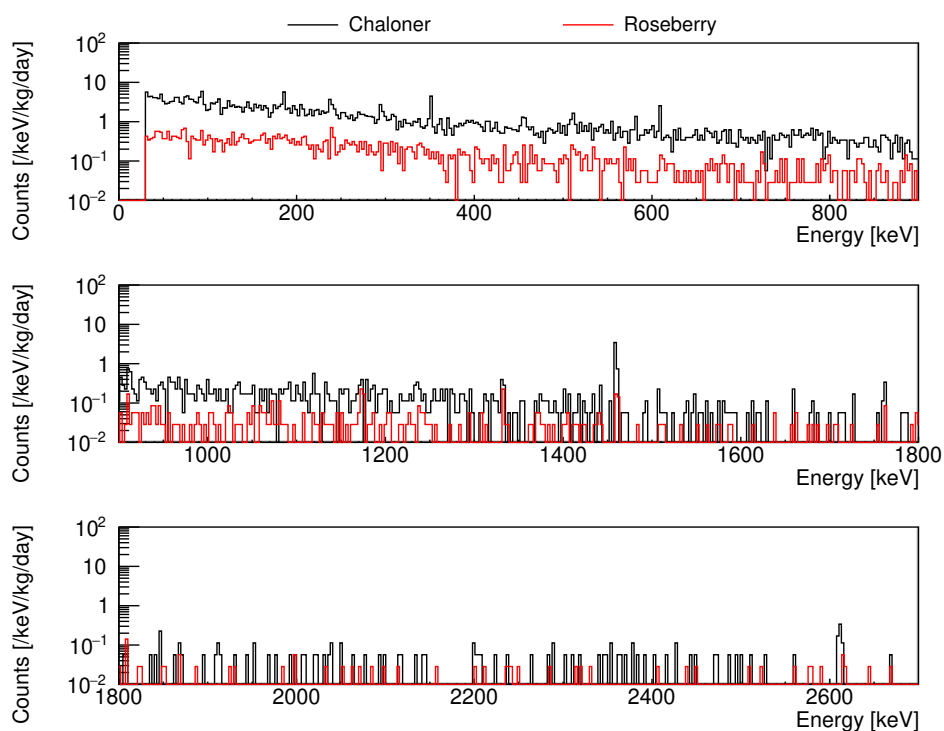 Chaloner Roseberry
Counts [/keV/kg/day]
10²
10
1
10⁻¹
10⁻²
0 200 400 600 800
Energy [keV]
Counts [/keV/kg/day]
10²
10
1
10⁻¹
10⁻²
1000 1200 1400 1600 1800
Energy [keV]
Counts [/keV/kg/day]
10²
10
1
10⁻¹
10⁻²
1800 2000 2200 2400 2600
Energy [keV]